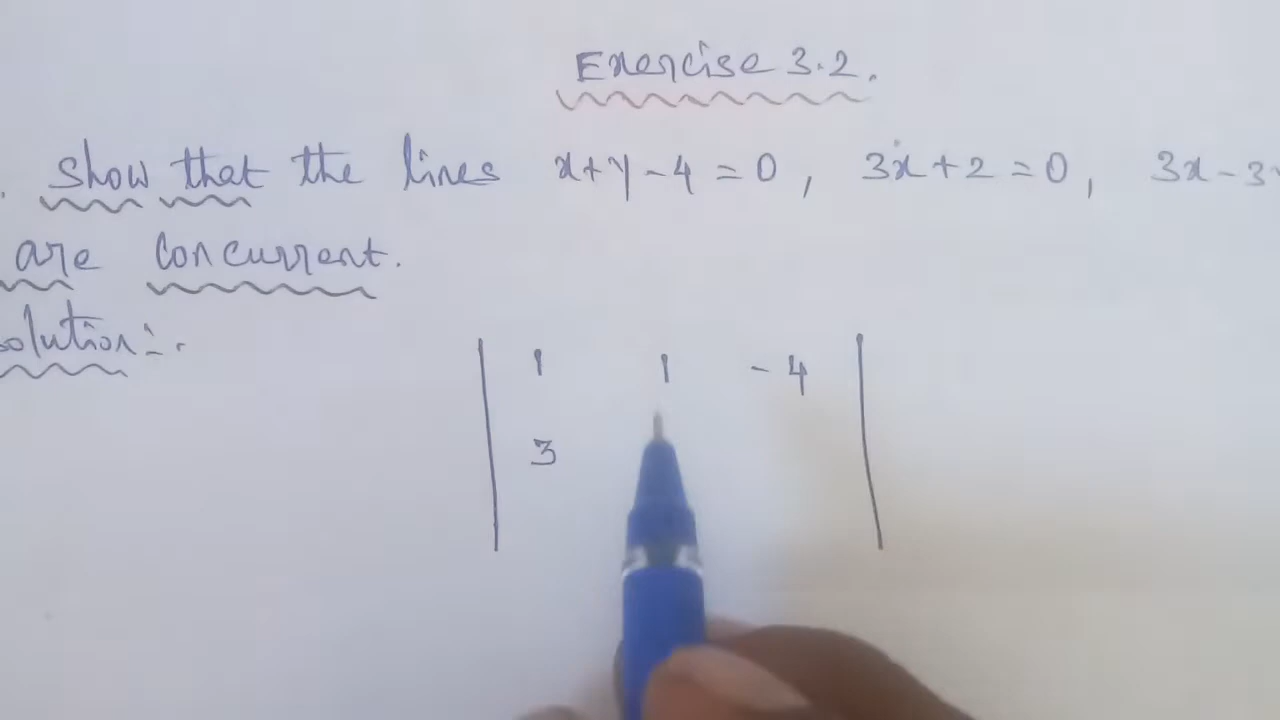 Exercise 3.2.
. show that the lines x+y-4=0, 3x+2=0, 3x-3
are concurrent.
solution:-.
1 1 -4
3